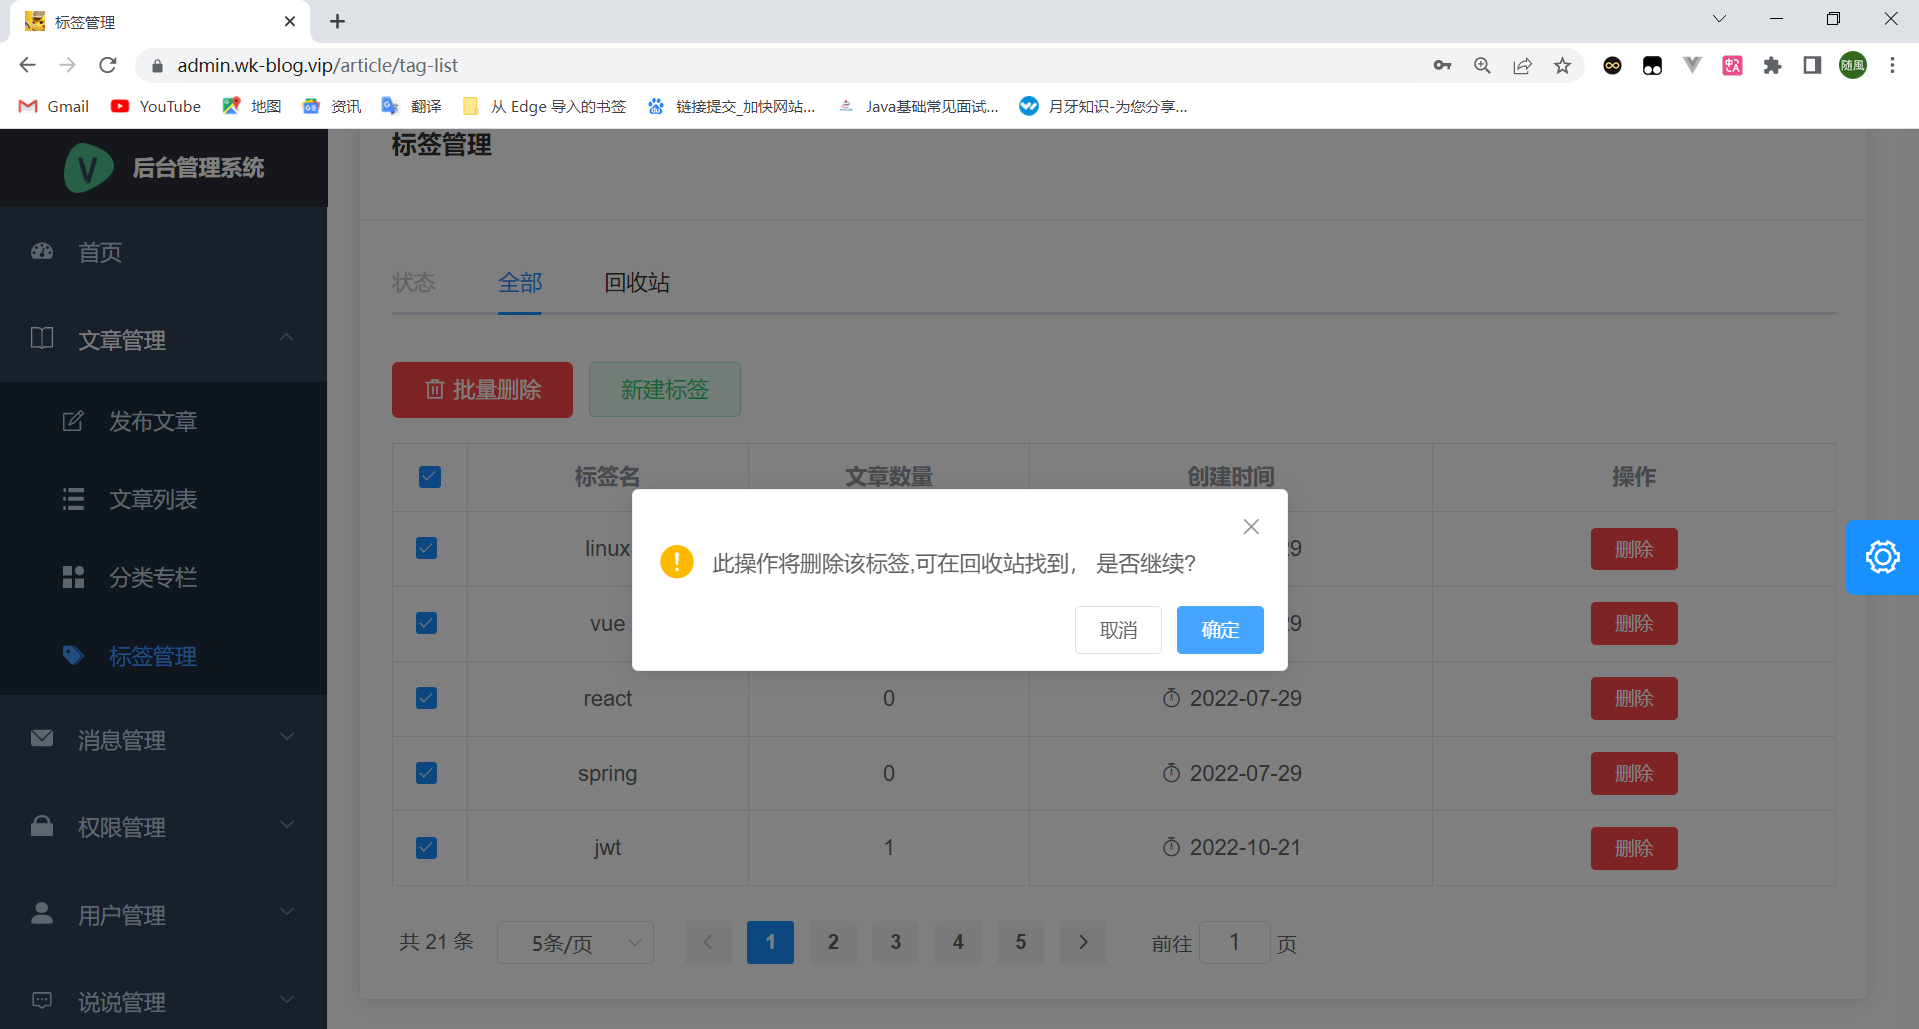 标签管理
admin.wk-blog.vip/article/tag-list
随風
Gmail
YouTube
地图
资讯
翻译
从 Edge 导入的书签
链接提交_加快网站...
Java基础常见面试...
月牙知识-为您分享...
V
后台管理系统
首页
文章管理
发布文章
文章列表
分类专栏
标签管理
消息管理
权限管理
用户管理
说说管理
标签管理
状态 全部 回收站
批量删除 新建标签
标签名 文章数量 创建时间 操作
linux 9 删除
vue 9 删除
react 0 2022-07-29 删除
spring 0 2022-07-29 删除
jwt 1 2022-10-21 删除
此操作将删除该标签,可在回收站找到， 是否继续?
取消 确定
共 21 条 5条/页 1 2 3 4 5 前往 1 页